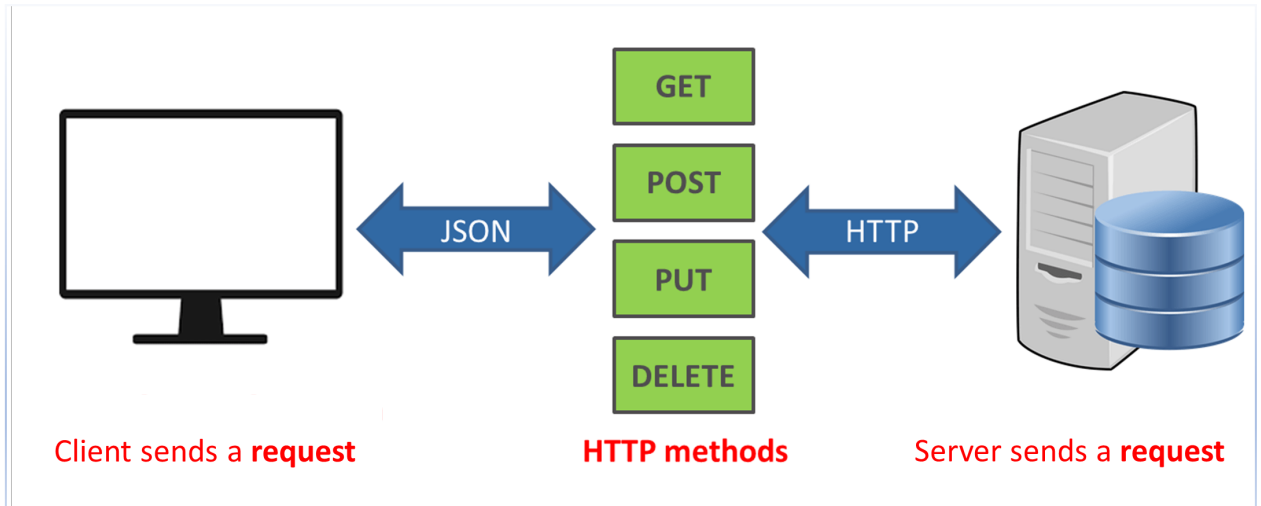 GET
POST
JSON
HTTP
PUT
DELETE
Client sends a request
HTTP methods
Server sends a request